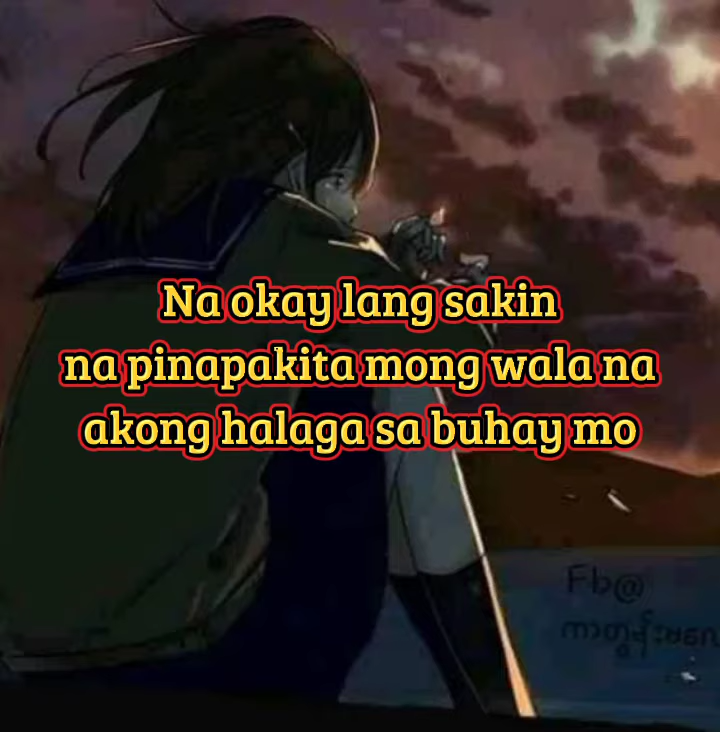 Na okay lang sakin
na pinapakita mong wala na
akong halaga sa buhay mo
Fb@